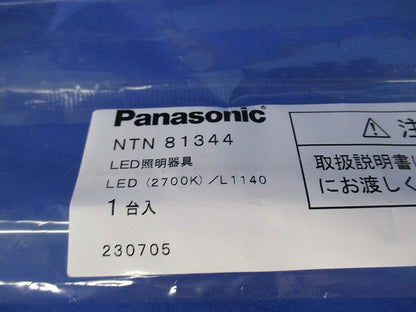 Panasonic®
NTN 81344
LED照明器具
LED (2700K) /L1140
1台入
230705
⚠ 注
取扱説明書
にお渡しく